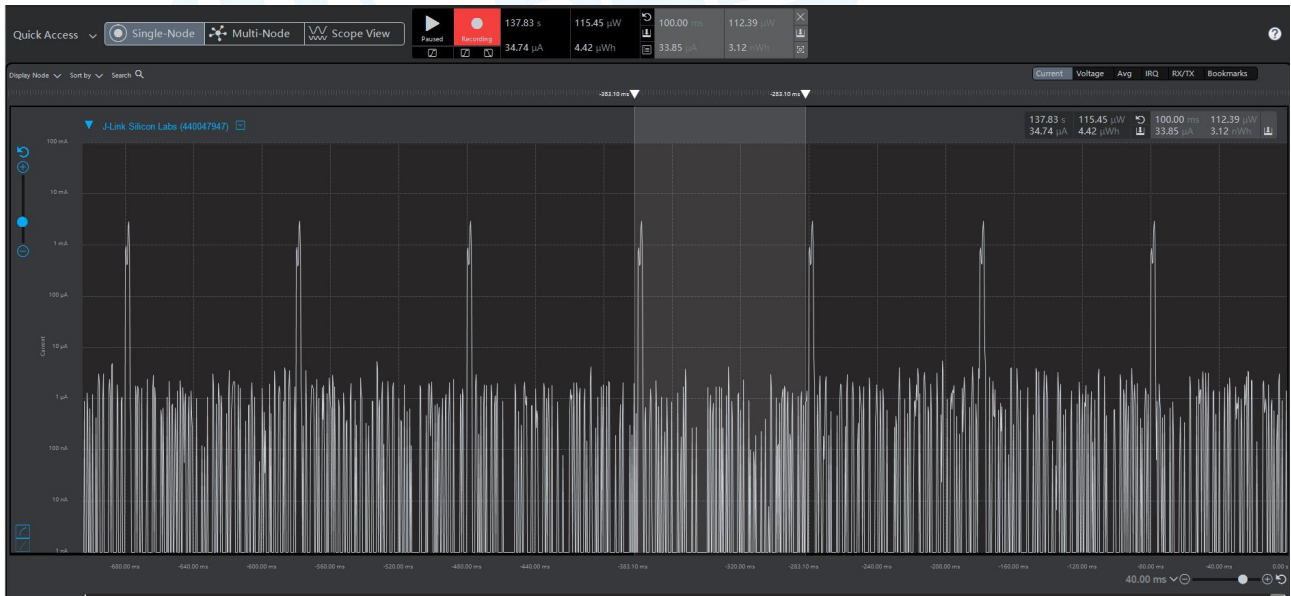 Quick Access
Single-Node
Multi-Node
Scope View
Paused
Recording
137.83 s 115.45 µW
34.74 µA 4.42 µWh
100.00 ms 112.39 µW
33.85 µA 3.12 nWh
?
Display Node
Sort by
Search
Current Voltage Avg IRQ RX/TX Bookmarks
-383.10 ms
-283.10 ms
J-Link Silicon Labs (440047947)
137.83 s 115.45 µW
34.74 µA 4.42 µWh
100.00 ms 112.39 µW
33.85 µA 3.12 nWh
100 mA
10 mA
1 mA
100 µA
10 µA
1 µA
100 nA
10 nA
1 nA
Current
-680.00 ms -640.00 ms -600.00 ms -560.00 ms -520.00 ms -480.00 ms -440.00 ms -383.10 ms -320.00 ms -283.10 ms -240.00 ms -200.00 ms -160.00 ms -120.00 ms -80.00 ms -40.00 ms 0.00 s
40.00 ms